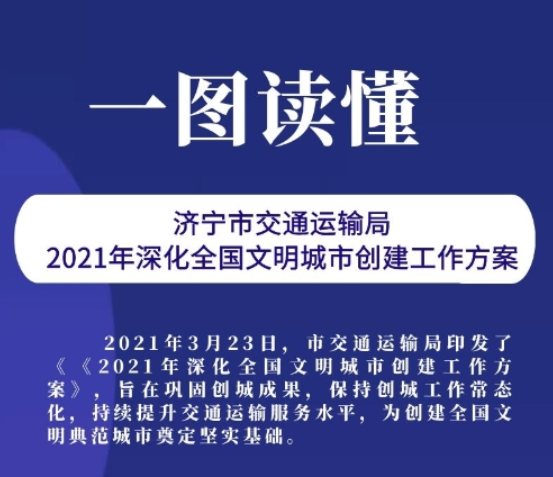 一图读懂
济宁市交通运输局
2021年深化全国文明城市创建工作方案
2021年3月23日，市交通运输局印发了
《《2021年深化全国文明城市创建工作方
案》，旨在巩固创城成果，保持创城工作常态
化，持续提升交通运输服务水平，为创建全国文
明典范城市奠定坚实基础。